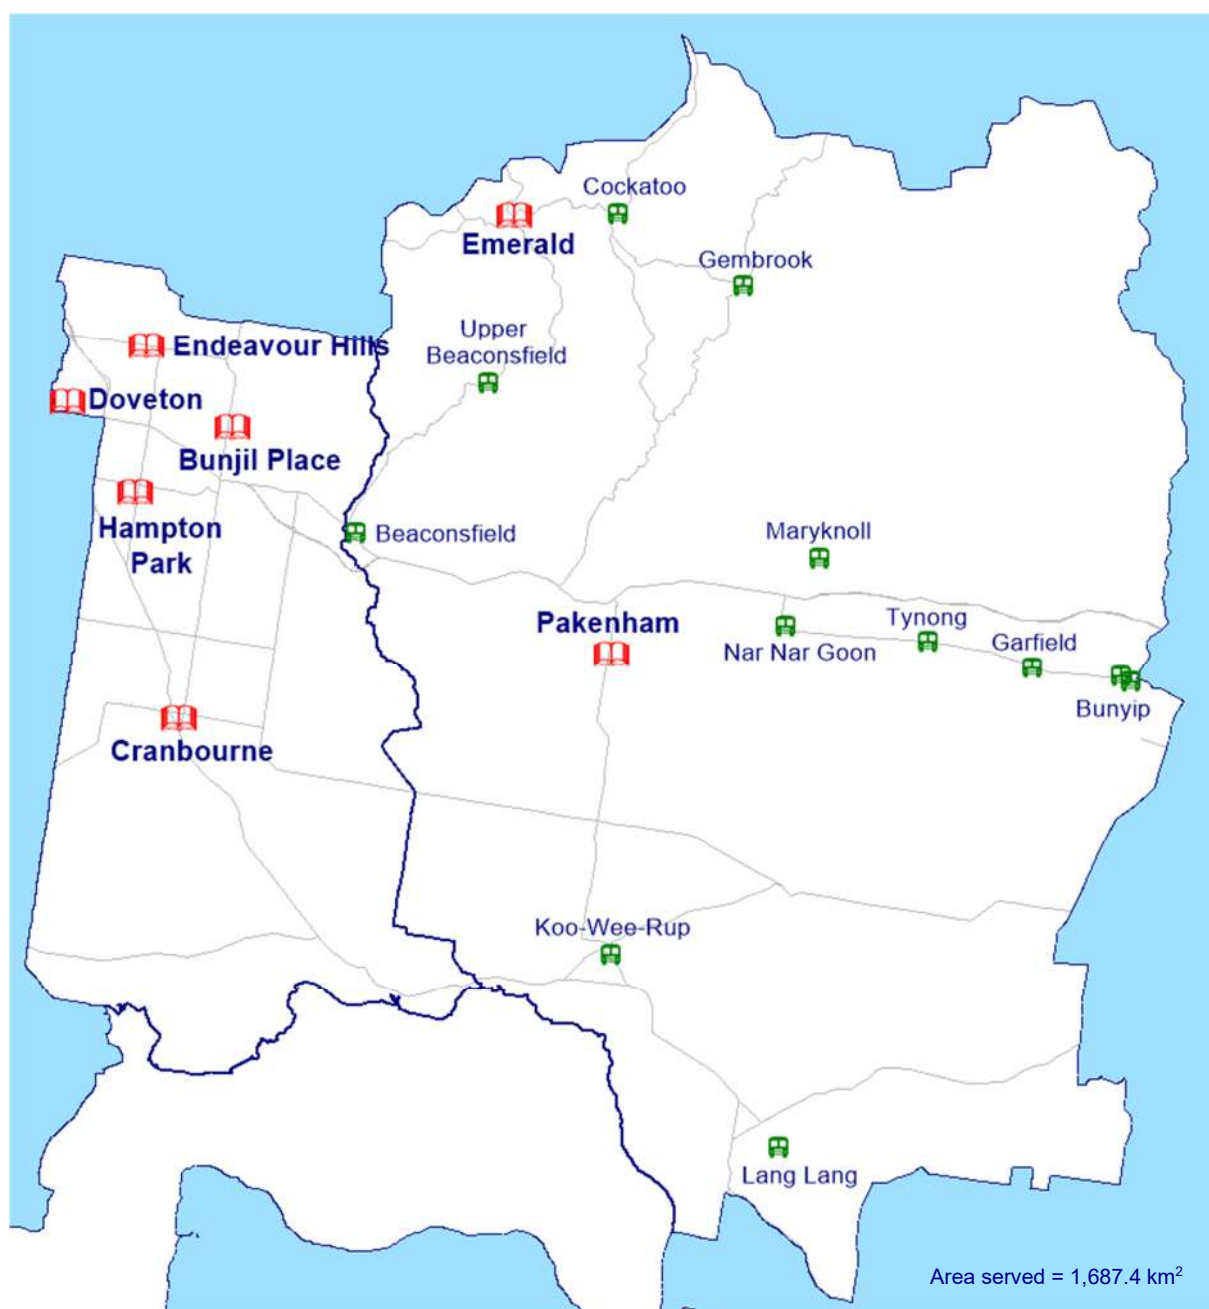 Cockatoo
Emerald
Gembrook
Upper
Beaconsfield
Endeavour Hills
Doveton
Bunjil Place
Hampton
Park
Beaconsfield
Maryknoll
Pakenham
Nar Nar Goon
Tynong
Garfield
Bunyip
Cranbourne
Koo-Wee-Rup
Lang Lang
Area served = 1,687.4 km²